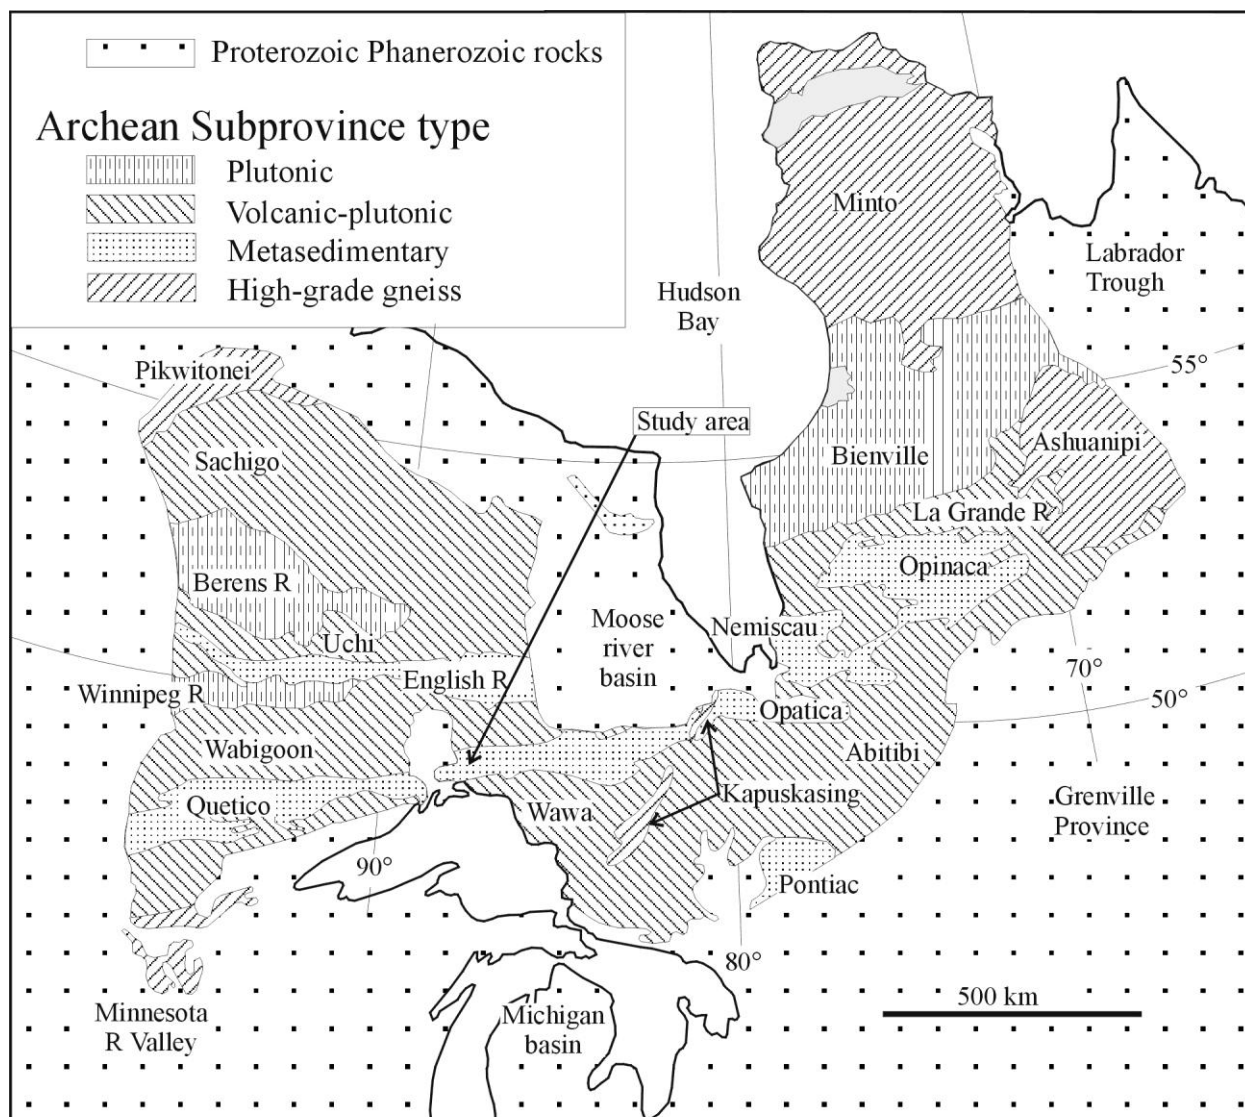 Proterozoic Phanerozoic rocks
Archean Subprovince type
Plutonic
Volcanic-plutonic
Metasedimentary
High-grade gneiss
Minto
Labrador
Trough
Hudson
Bay
55°
Pikwitonei
Study area
Sachigo
Bienville
Ashuanipi
La Grande R
Opinaca
Berens R
Uchi
Moose
river
basin
Nemiscau
70°
50°
Winnipeg R
English R
Opatica
Wabigoon
Abitibi
Quetico
Wawa
Kapuskasing
Grenville
Province
90°
Pontiac
80°
500 km
Minnesota
R Valley
Michigan
basin